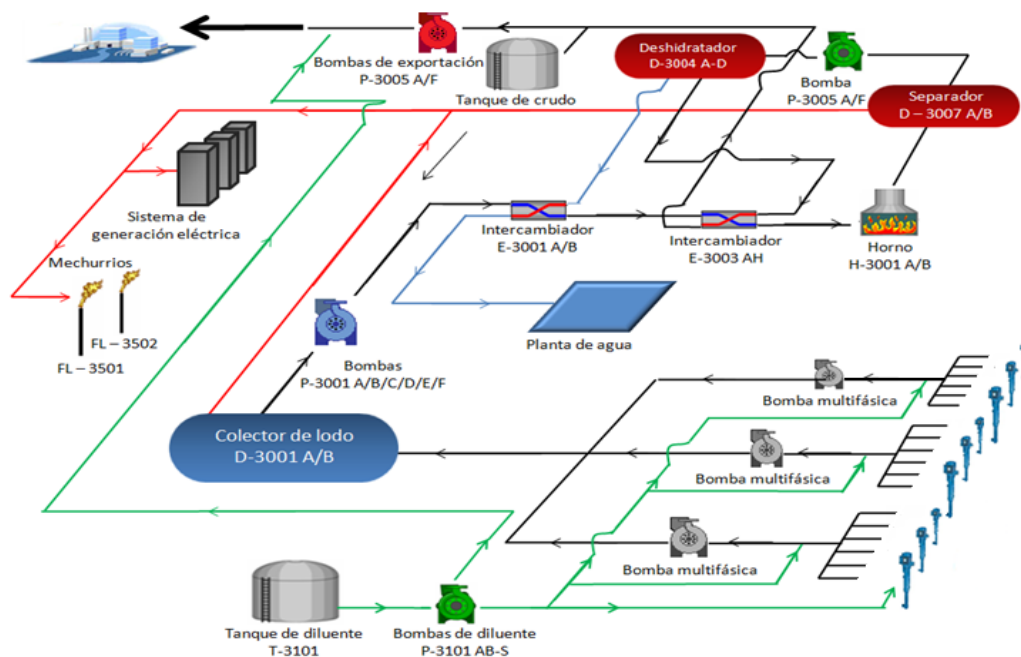 Bombas de exportación
P-3005 A/F
Tanque de crudo
Deshidratador
D-3004 A-D
Bomba
P-3005 A/F
Separador
D – 3007 A/B
Sistema de
generación eléctrica
Mechurrios
FL – 3502
FL – 3501
Intercambiador
E-3001 A/B
Intercambiador
E-3003 AH
Horno
H-3001 A/B
Planta de agua
Bombas
P-3001 A/B/C/D/E/F
Colector de lodo
D-3001 A/B
Bomba multifásica
Bomba multifásica
Bomba multifásica
Tanque de diluente
T-3101
Bombas de diluente
P-3101 AB-S